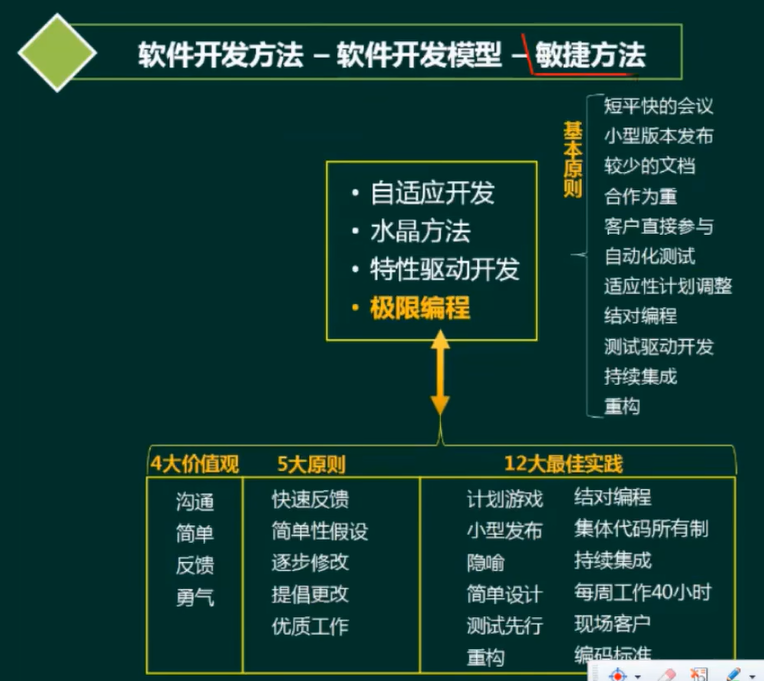 软件开发方法 – 软件开发模型 – 敏捷方法
基本原则
短平快的会议
小型版本发布
较少的文档
合作为重
客户直接参与
自动化测试
适应性计划调整
结对编程
测试驱动开发
持续集成
重构
• 自适应开发
• 水晶方法
• 特性驱动开发
• 极限编程
4大价值观
沟通
简单
反馈
勇气
5大原则
快速反馈
简单性假设
逐步修改
提倡更改
优质工作
12大最佳实践
计划游戏
小型发布
隐喻
简单设计
测试先行
重构
结对编程
集体代码所有制
持续集成
每周工作40小时
现场客户
编码标准